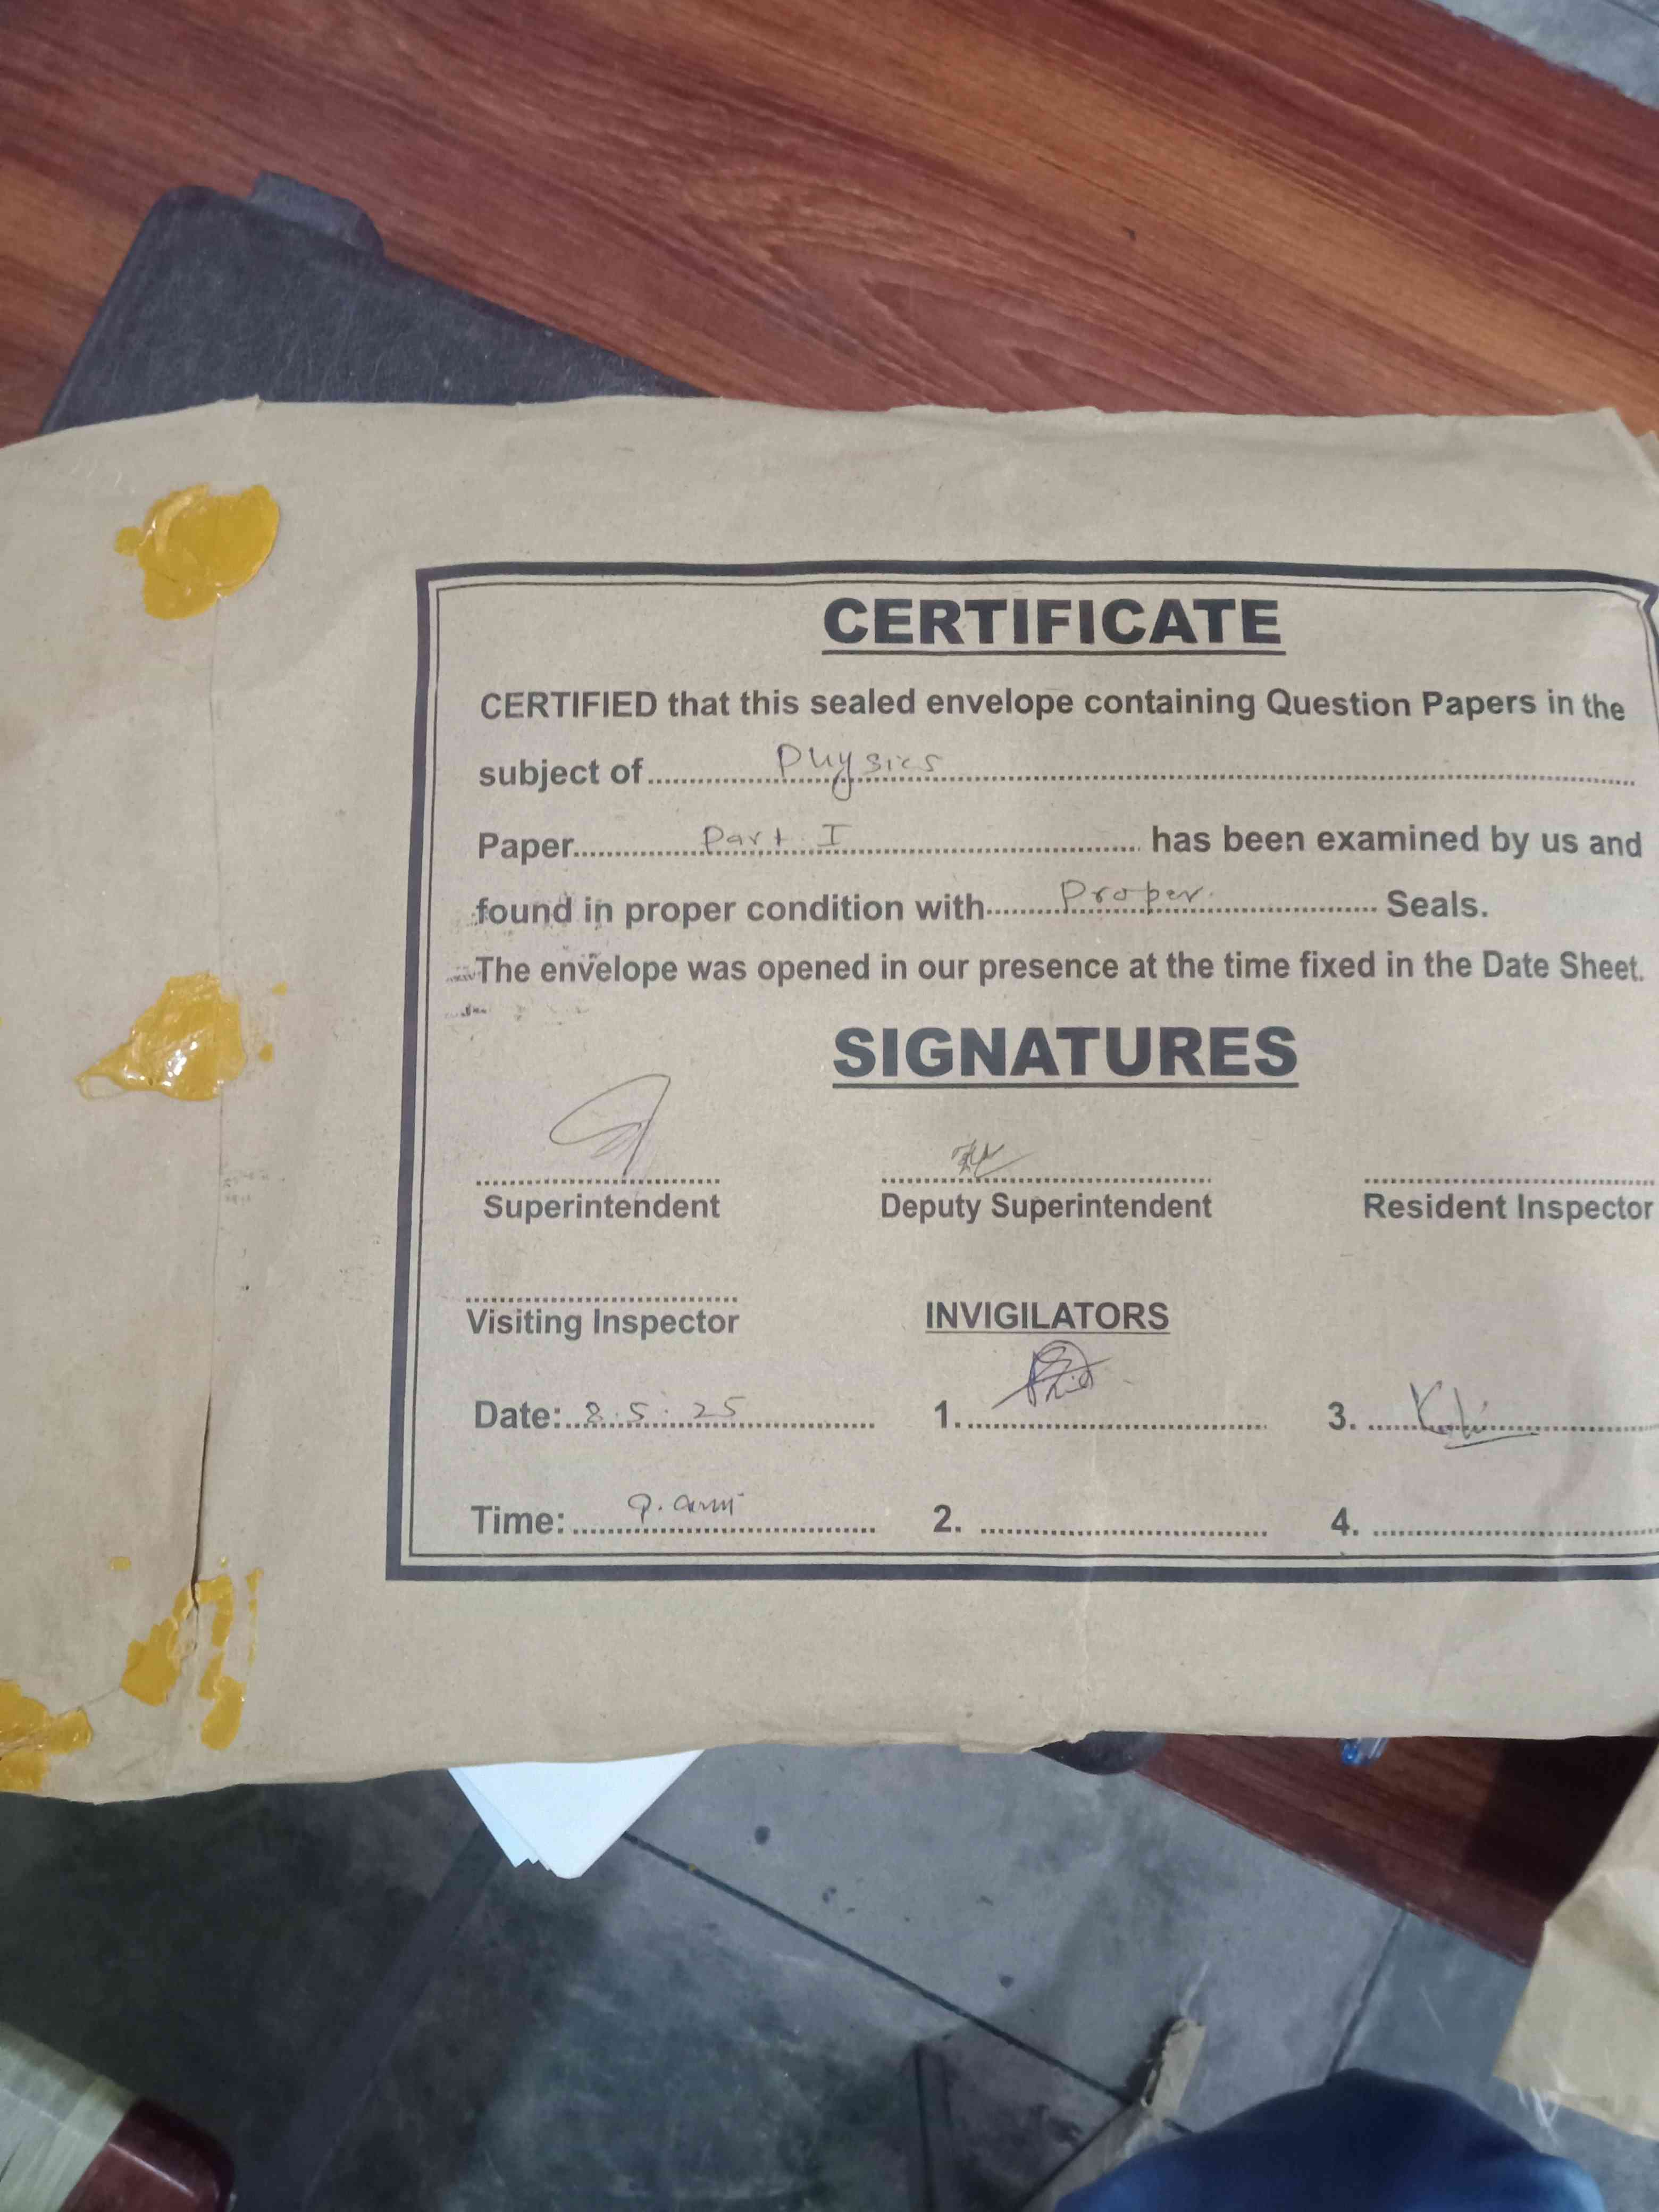 CERTIFICATE
CERTIFIED that this sealed envelope containing Question Papers in the
subject of Physics
Paper Part I has been examined by us and
found in proper condition with Proper. Seals.
The envelope was opened in our presence at the time fixed in the Date Sheet.
SIGNATURES
Superintendent Deputy Superintendent Resident Inspector
Visiting Inspector INVIGILATORS
Date: 8.5.25 1. 3.
Time: 2. 4.